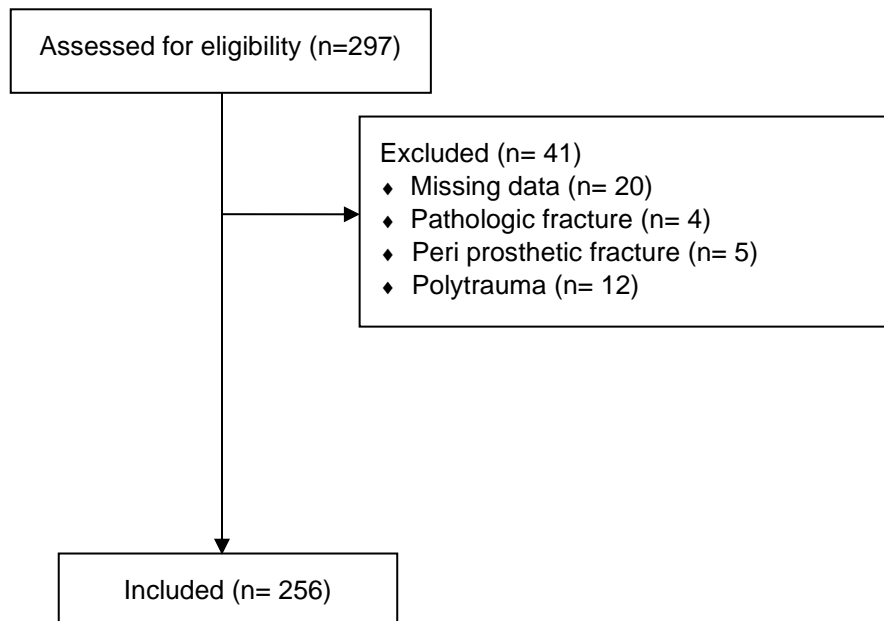 Assessed for eligibility (n=297)
Excluded (n= 41)
♦ Missing data (n= 20)
♦ Pathologic fracture (n= 4)
♦ Peri prosthetic fracture (n= 5)
♦ Polytrauma (n= 12)
Included (n= 256)